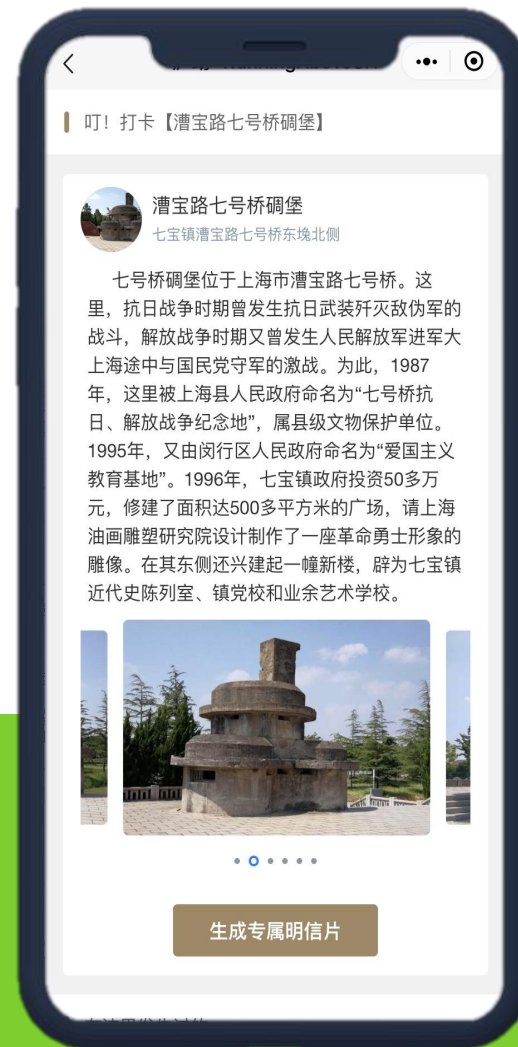 叮！打卡【漕宝路七号桥碉堡】
漕宝路七号桥碉堡
七宝镇漕宝路七号桥东堍北侧
七号桥碉堡位于上海市漕宝路七号桥。这
里，抗日战争时期曾发生抗日武装歼灭敌伪军的
战斗，解放战争时期又曾发生人民解放军进军大
上海途中与国民党守军的激战。为此，1987
年，这里被上海县人民政府命名为“七号桥抗
日、解放战争纪念地”，属县级文物保护单位。
1995年，又由闵行区人民政府命名为“爱国主义
教育基地”。1996年，七宝镇政府投资50多万
元，修建了面积达500多平方米的广场，请上海
油画雕塑研究院设计制作了一座革命勇士形象的
雕像。在其东侧还兴建起一幢新楼，辟为七宝镇
近代史陈列室、镇党校和业余艺术学校。
生成专属明信片